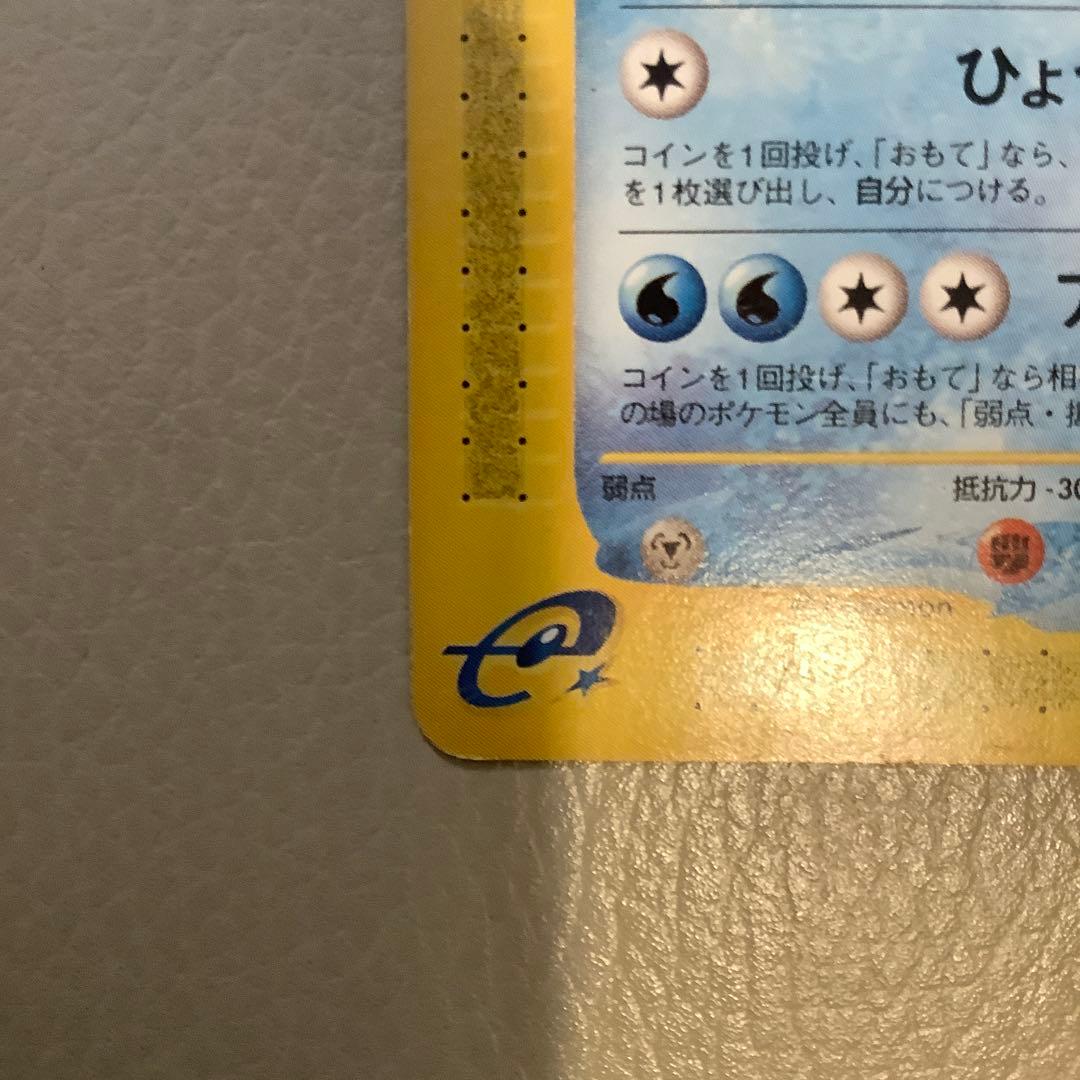 ひょ
コインを1回投げ、「おもて」なら、
を1枚選び出し、自分につける。
コインを1回投げ、「おもて」なら相
の場のポケモン全員にも、「弱点・抵
弱点
抵抗力 -30